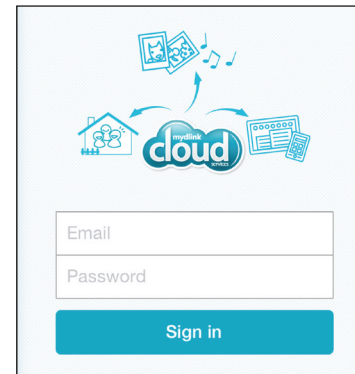 mydlink
cloud
SERVICES
Email
Password
Sign in